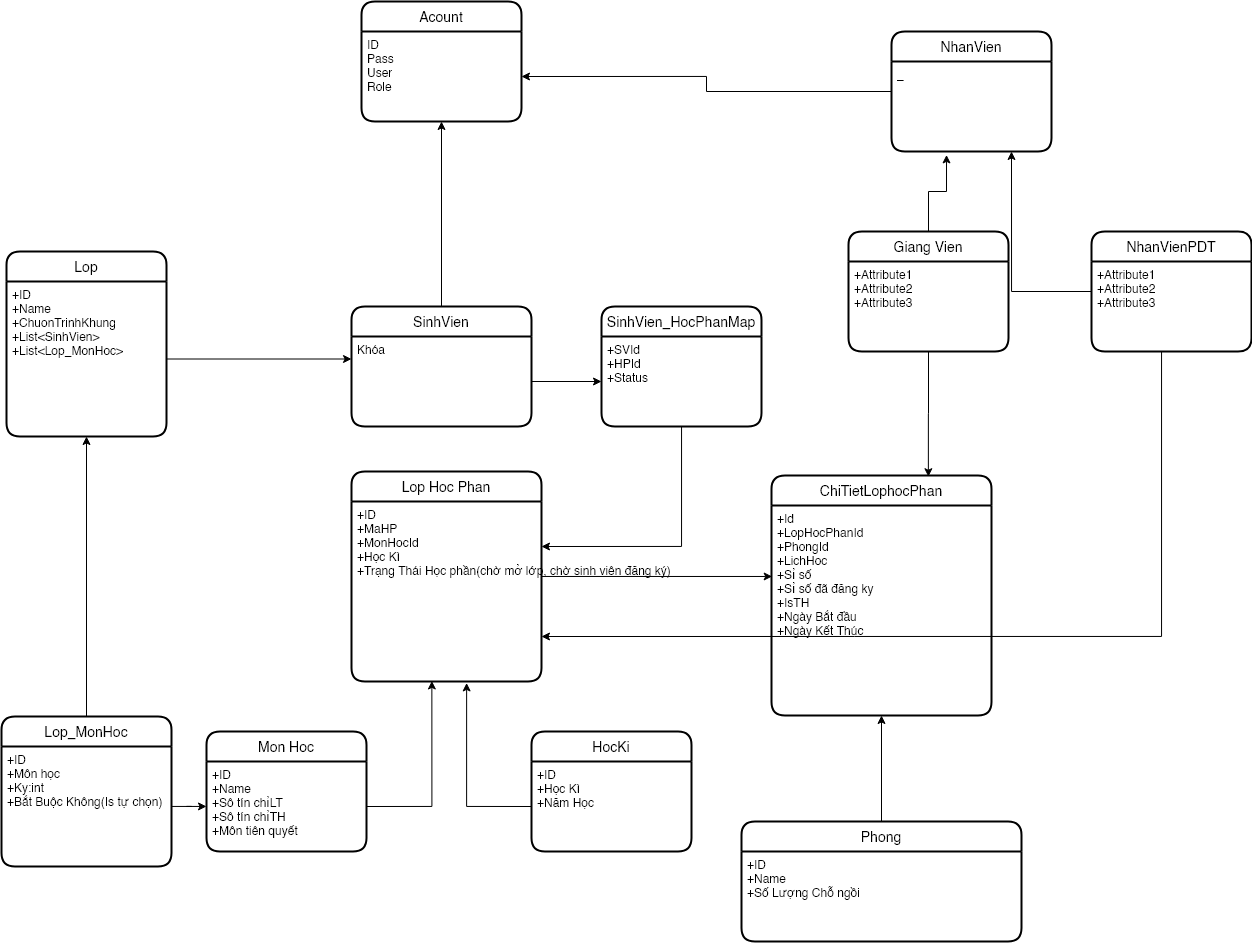 Acount
ID
Pass
User
Role
NhanVien
_
Giang Vien
+Attribute1
+Attribute2
+Attribute3
NhanVienPDT
+Attribute1
+Attribute2
+Attribute3
Lop
+ID
+Name
+ChuonTrinhKhung
+List<SinhVien>
+List<Lop_MonHoc>
SinhVien
Khóa
SinhVien_HocPhanMap
+SVId
+HPId
+Status
Lop Hoc Phan
+ID
+MaHP
+MonHocId
+Học Kì
+Trạng Thái Học phần(chờ mở lớp, chờ sinh viên đăng ký)
ChiTietLophocPhan
+Id
+LopHocPhanId
+PhongId
+LichHoc
+Sỉ số
+Sỉ số đã đăng ky
+IsTH
+Ngày Bắt đầu
+Ngày Kết Thúc
Lop_MonHoc
+ID
+Môn học
+Ky:int
+Bắt Buộc Không(Is tự chọn)
Mon Hoc
+ID
+Name
+Sô tín chỉLT
+Sô tín chỉTH
+Môn tiên quyết
HocKi
+ID
+Học Kì
+Năm Học
Phong
+ID
+Name
+Số Lượng Chỗ ngồi